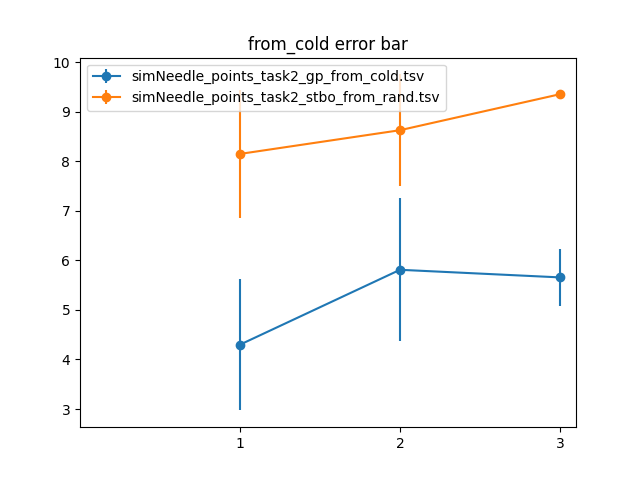 from_cold error bar
simNeedle_points_task2_gp_from_cold.tsv
simNeedle_points_task2_stbo_from_rand.tsv
10
9
8
7
6
5
4
3
1 2 3